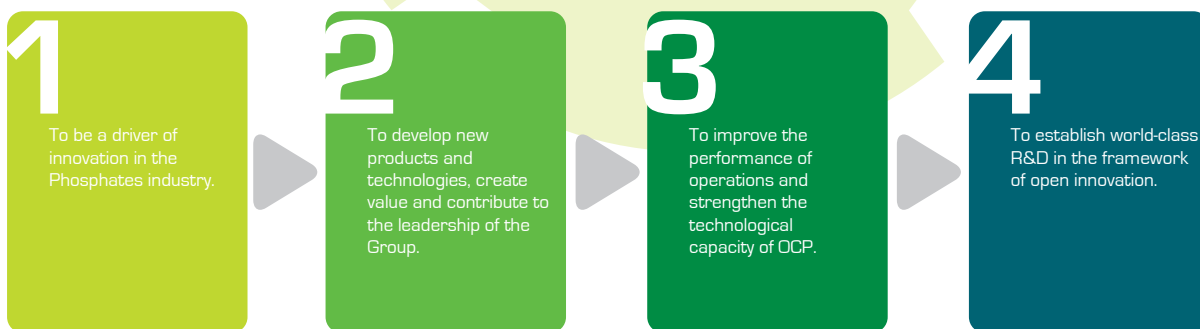 1
To be a driver of
innovation in the
Phosphates industry.
2
To develop new
products and
technologies, create
value and contribute to
the leadership of the
Group.
3
To improve the
performance of
operations and
strengthen the
technological
capacity of OCP.
4
To establish world-class
R&D in the framework
of open innovation.